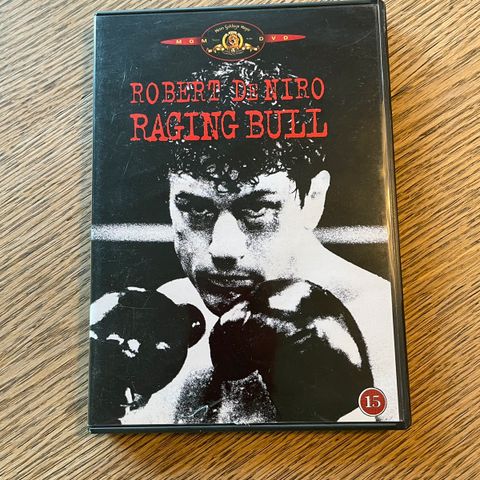 MGM DVD
ROBERT DE NIRO
RAGING BULL
15